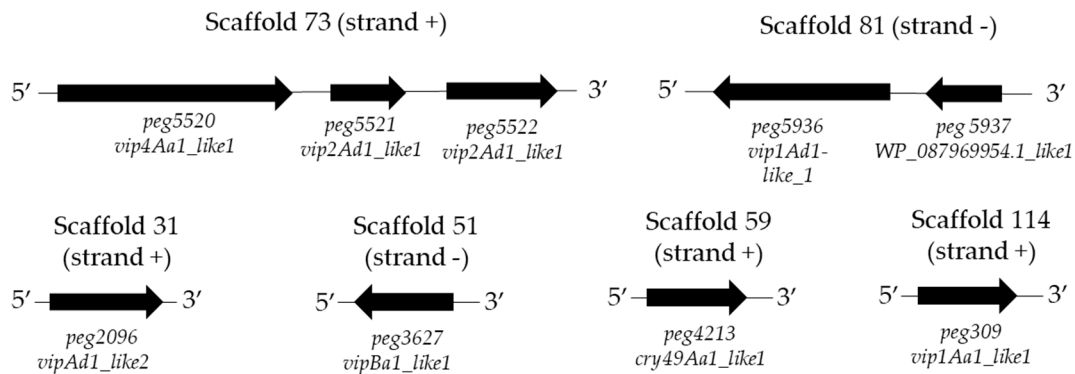 Scaffold 73 (strand +)
Scaffold 81 (strand -)
5′ 3′
peg5520
vip4Aa1_like1
peg5521
vip2Ad1_like1
peg5522
vip2Ad1_like1
5′ 3′
peg5936
vip1Ad1-
like_1
peg 5937
WP_087969954.1_like1
Scaffold 31
(strand +)
5′ 3′
peg2096
vipAd1_like2
Scaffold 51
(strand -)
5′ 3′
peg3627
vipBa1_like1
Scaffold 59
(strand +)
5′ 3′
peg4213
cry49Aa1_like1
Scaffold 114
(strand +)
5′ 3′
peg309
vip1Aa1_like1